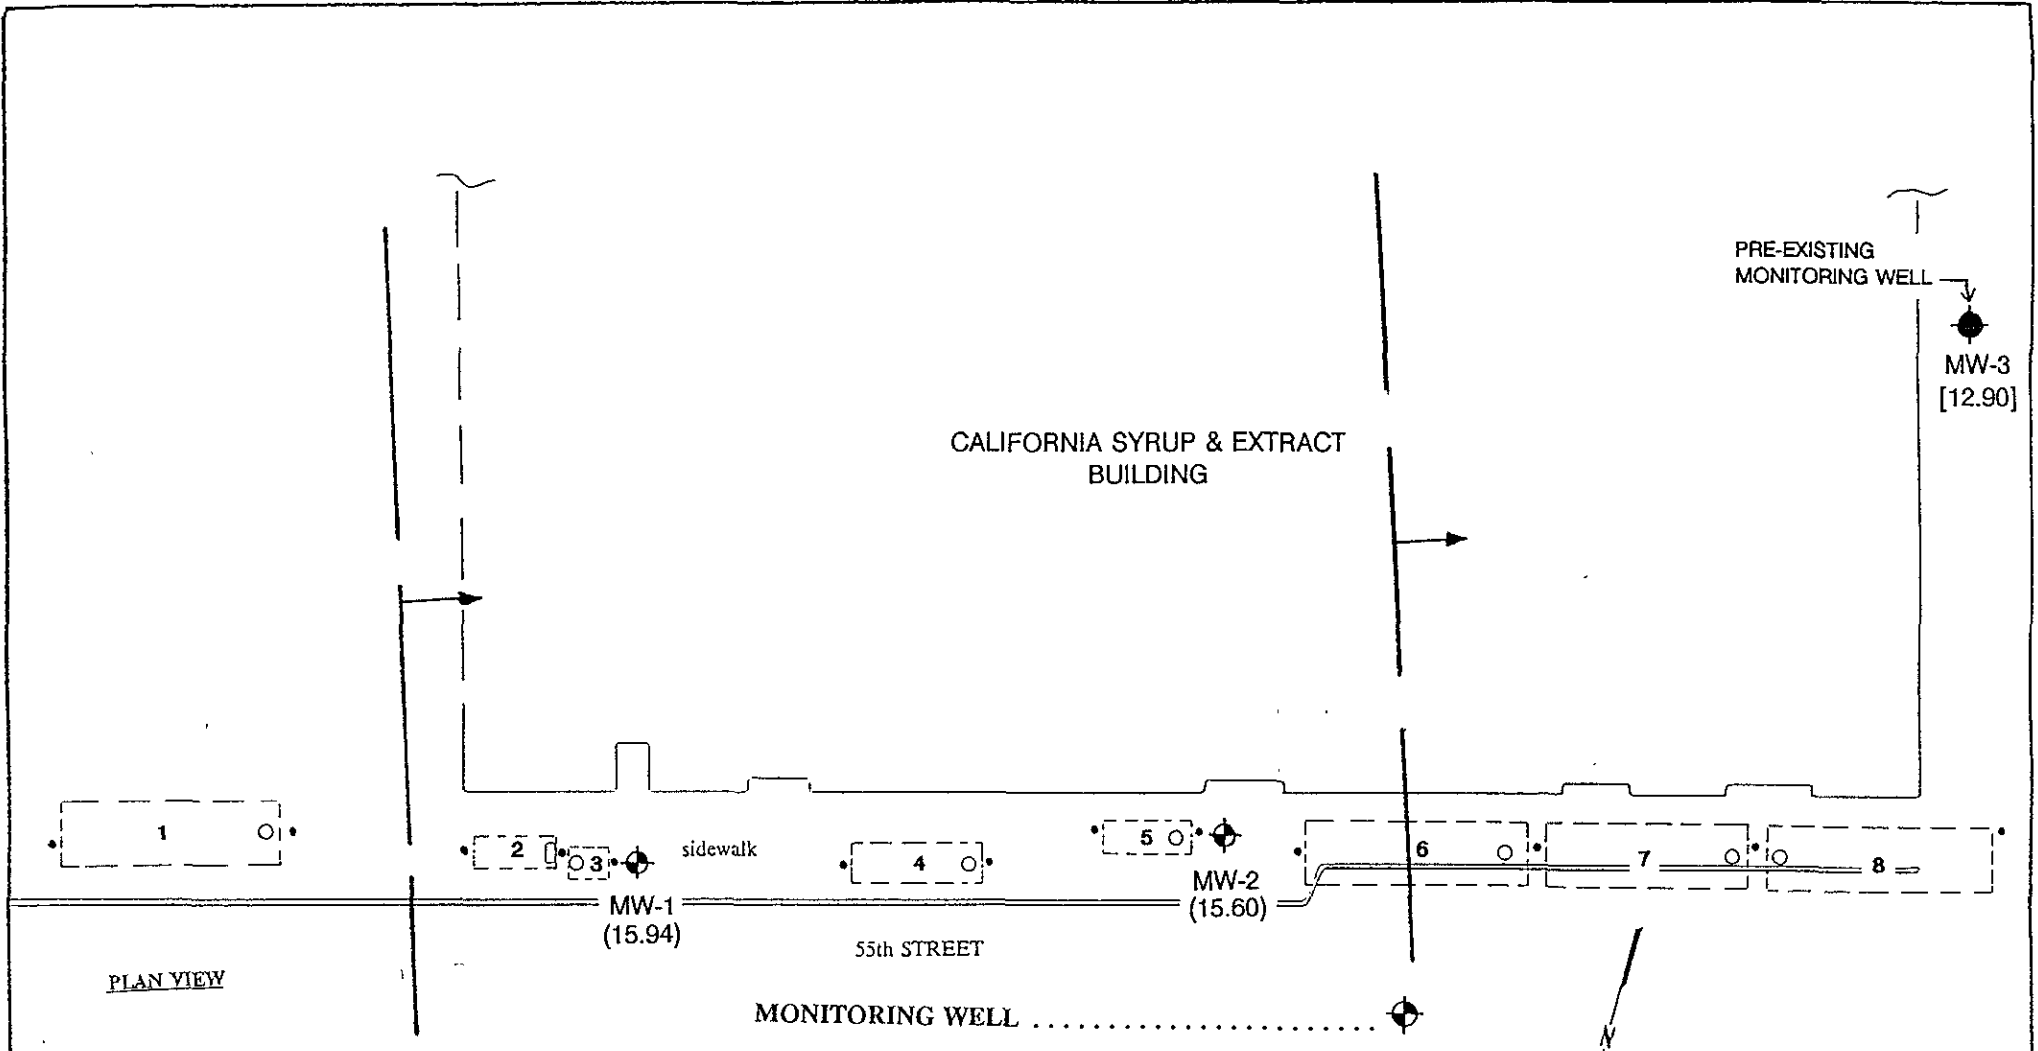 PRE-EXISTING
MONITORING WELL
MW-3
[12.90]
CALIFORNIA SYRUP & EXTRACT
BUILDING
1
2
3
sidewalk
4
5
6
7
8
MW-1
(15.94)
MW-2
(15.60)
55th STREET
PLAN VIEW
MONITORING WELL ........................
N